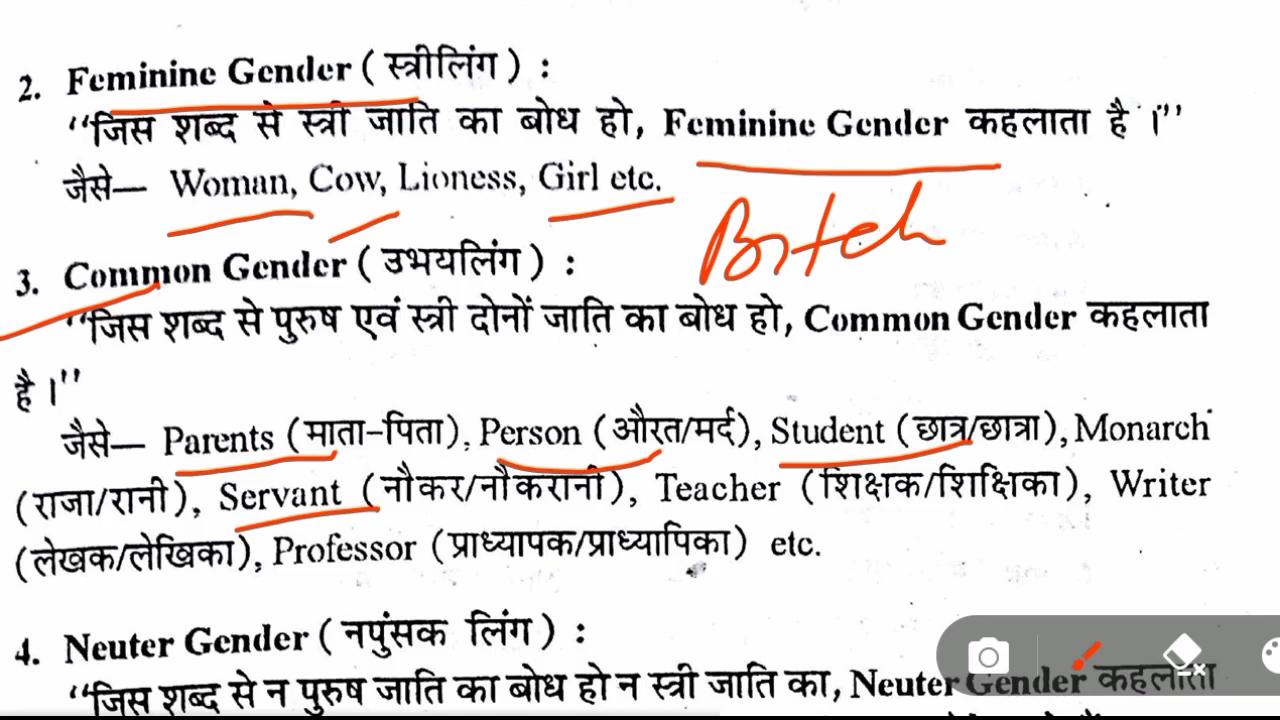 2. Feminine Gender ( स्त्रीलिंग ) :
“जिस शब्द से स्त्री जाति का बोध हो, Feminine Gender कहलाता है ।”
जैसे— Woman, Cow, Lioness, Girl etc.
Bitch
3. Common Gender ( उभयलिंग ) :
“जिस शब्द से पुरुष एवं स्त्री दोनों जाति का बोध हो, Common Gender कहलाता
है ।”
जैसे— Parents (माता-पिता), Person (औरत/मर्द), Student (छात्र/छात्रा), Monarch
(राजा/रानी), Servant (नौकर/नौकरानी), Teacher (शिक्षक/शिक्षिका), Writer
(लेखक/लेखिका), Professor (प्राध्यापक/प्राध्यापिका) etc.
4. Neuter Gender ( नपुंसक लिंग ) :
“जिस शब्द से न पुरुष जाति का बोध हो न स्त्री जाति का, Neuter Gender कहलाता